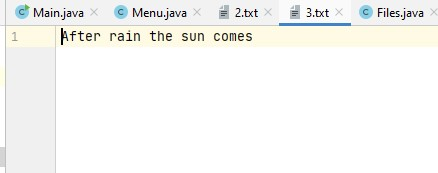 Main.java Menu.java 2.txt 3.txt Files.java
1 After rain the sun comes